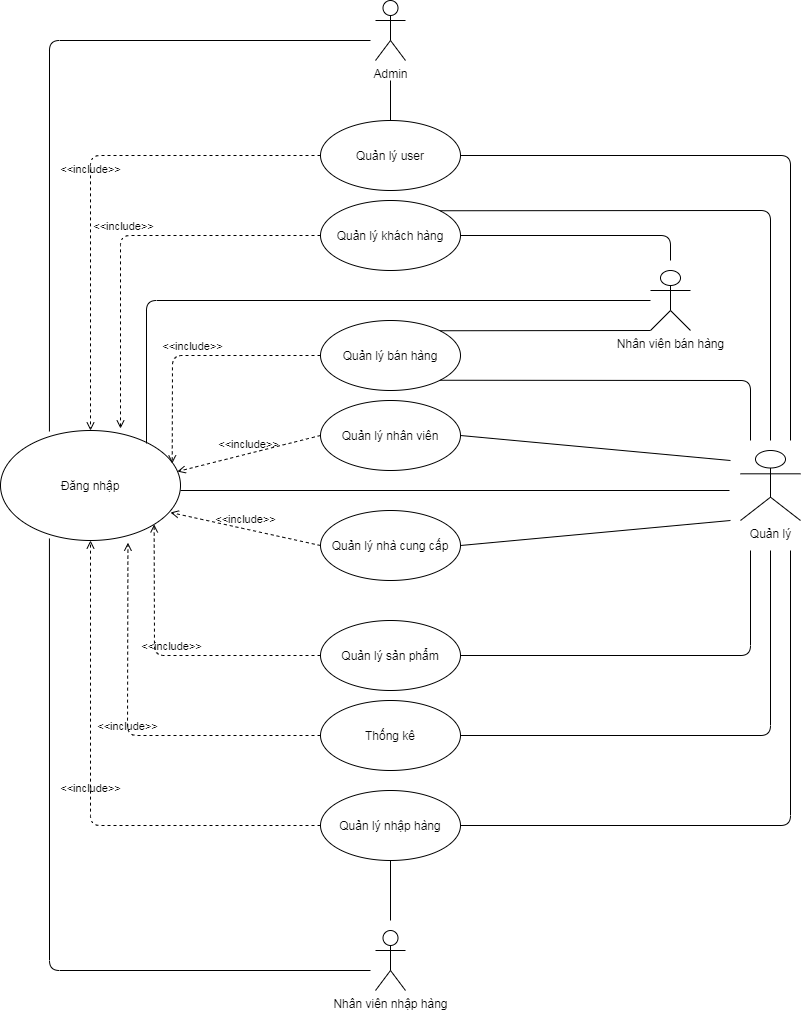 Admin
Quản lý user
<<include>>
<<include>>
Quản lý khách hàng
Nhân viên bán hàng
<<include>>
Quản lý bán hàng
<<include>>
Quản lý nhân viên
Đăng nhập
<<include>>
Quản lý
Quản lý nhà cung cấp
<<include>>
Quản lý sản phẩm
<<include>>
Thống kê
<<include>>
Quản lý nhập hàng
Nhân viên nhập hàng